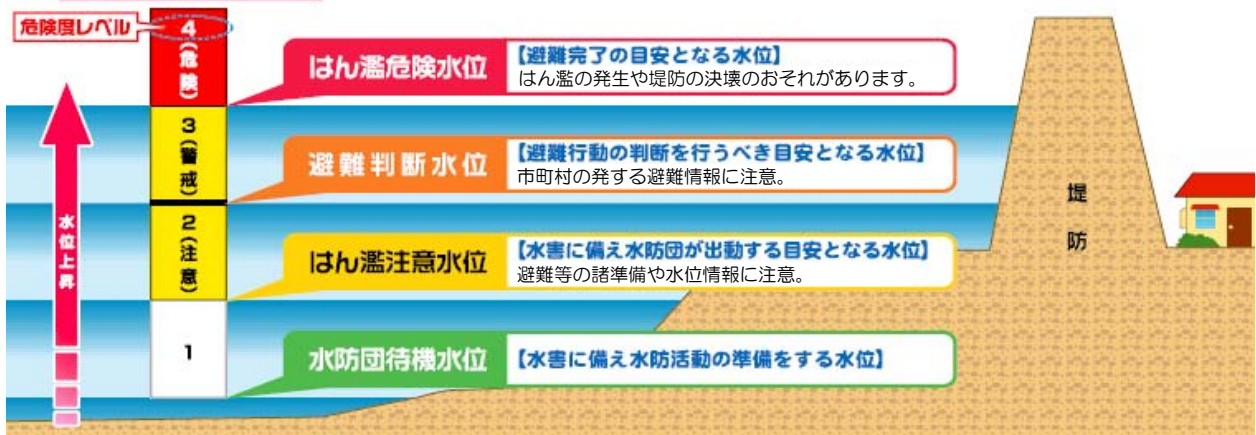 危険度レベル
4（危険）
はん濫危険水位
【避難完了の目安となる水位】
はん濫の発生や堤防の決壊のおそれがあります。
3（警戒）
避難判断水位
【避難行動の判断を行うべき目安となる水位】
市町村の発する避難情報に注意。
2（注意）
はん濫注意水位
【水害に備え水防団が出動する目安となる水位】
避難等の諸準備や水位情報に注意。
1
水防団待機水位
【水害に備え水防活動の準備をする水位】
水位上昇
堤防